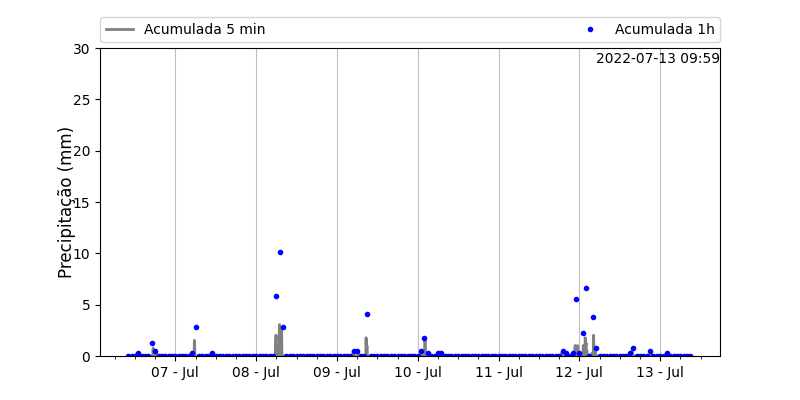 Acumulada 5 min
Acumulada 1h
2022-07-13 09:59
Precipitação (mm)
30
25
20
15
10
5
0
07 - Jul
08 - Jul
09 - Jul
10 - Jul
11 - Jul
12 - Jul
13 - Jul